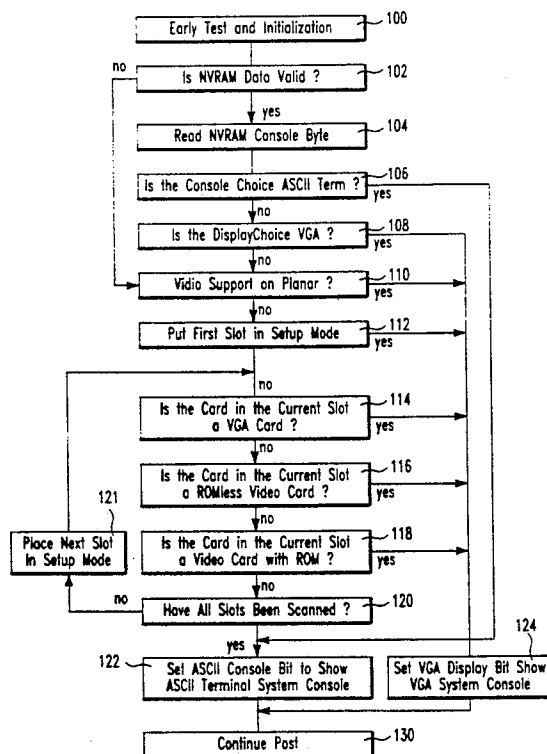 Early Test and Initialization
100
no
Is NVRAM Data Valid ?
102
yes
Read NVRAM Console Byte
104
Is the Console Choice ASCII Term ?
106
yes
no
Is the DisplayChoice VGA ?
108
yes
no
Vidio Support on Planar ?
110
yes
no
Put First Slot in Setup Mode
112
yes
no
Is the Card in the Current Slot
a VGA Card ?
114
yes
no
Is the Card in the Current Slot
a ROMless Video Card ?
116
yes
121
Place Next Slot
In Setup Mode
no
Is the Card in the Current Slot
a Video Card with ROM ?
118
yes
no
no
Have All Slots Been Scanned ?
120
yes
122
Set ASCII Console Bit to Show
ASCII Terminal System Console
124
Set VGA Display Bit Show
VGA System Console
Continue Post
130